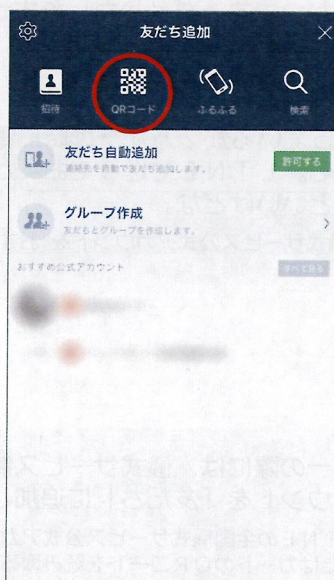 友だち追加
招待
QRコード
ふるふる
検索
友だち自動追加
連絡先を自動で友だち追加します。
許可する
グループ作成
友だちとグループを作成します。
おすすめ公式アカウント
すべて見る